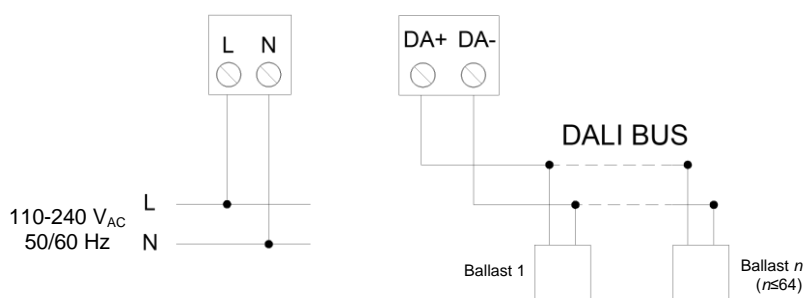 L N
DA+ DA-
DALI BUS
110-240 VAC
50/60 Hz
L
N
Ballast 1
Ballast n
(n≤64)